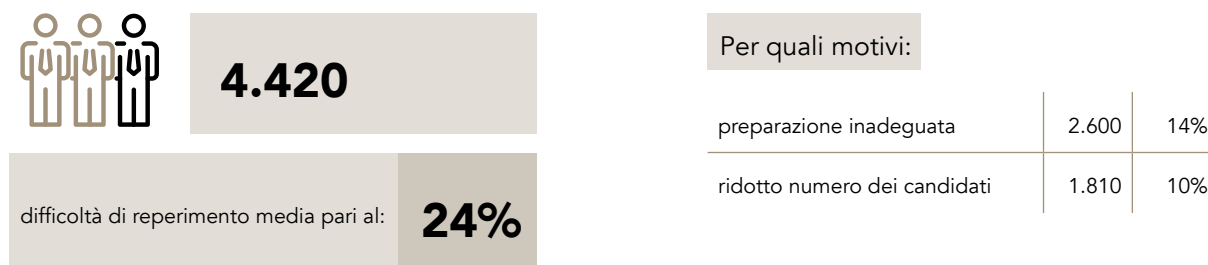 4.420
difficoltà di reperimento media pari al: 24%
Per quali motivi:
preparazione inadeguata 2.600 14%
ridotto numero dei candidati 1.810 10%